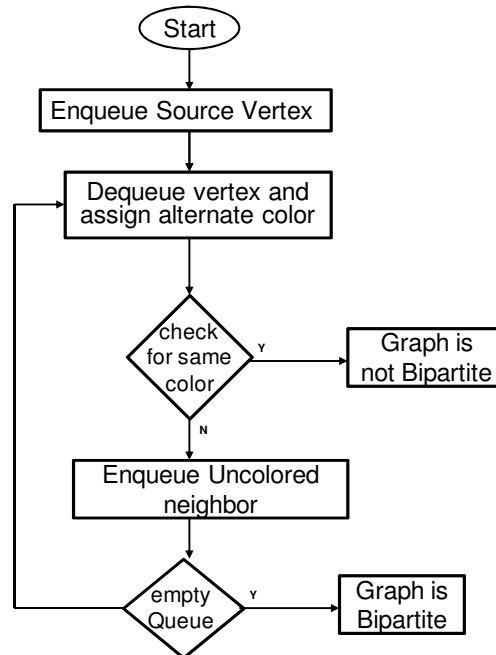 Start
Enqueue Source Vertex
Dequeue vertex and
assign alternate color
check
for same
color
Y
Graph is
not Bipartite
N
Enqueue Uncolored
neighbor
empty
Queue
Y
Graph is
Bipartite